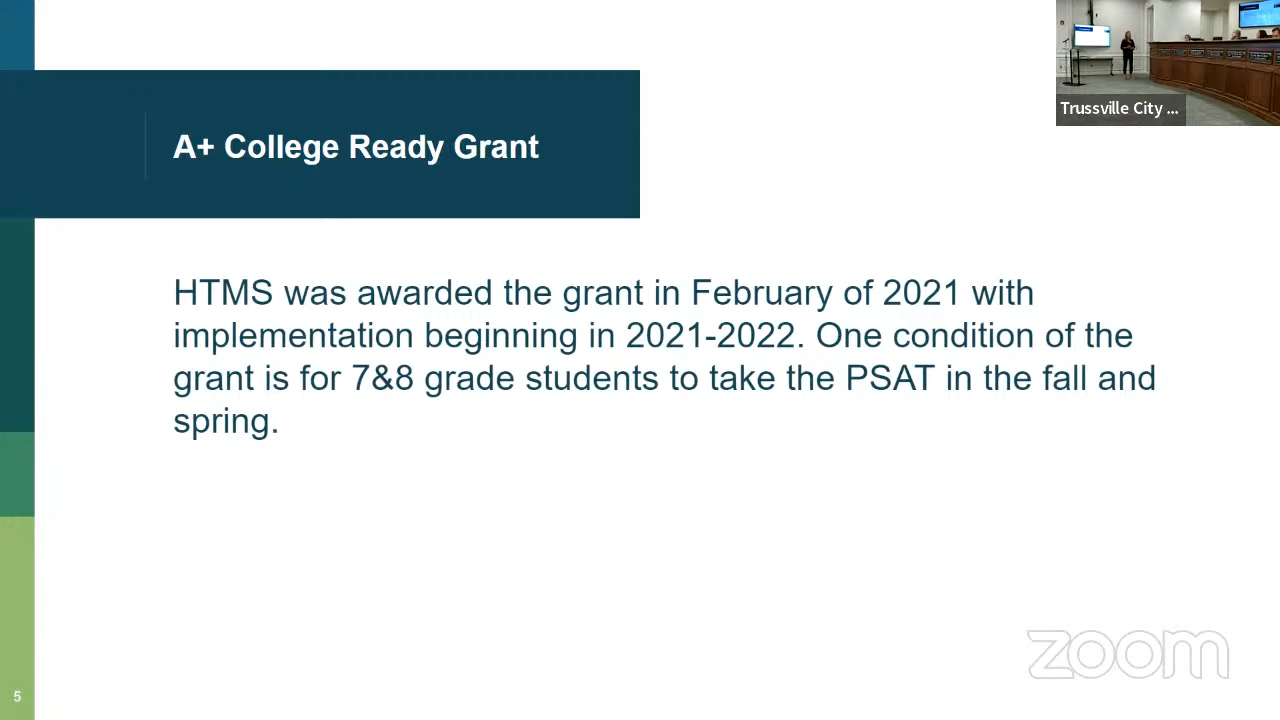 Trussville City ...
A+ College Ready Grant
HTMS was awarded the grant in February of 2021 with
implementation beginning in 2021-2022. One condition of the
grant is for 7&8 grade students to take the PSAT in the fall and
spring.
zoom
5